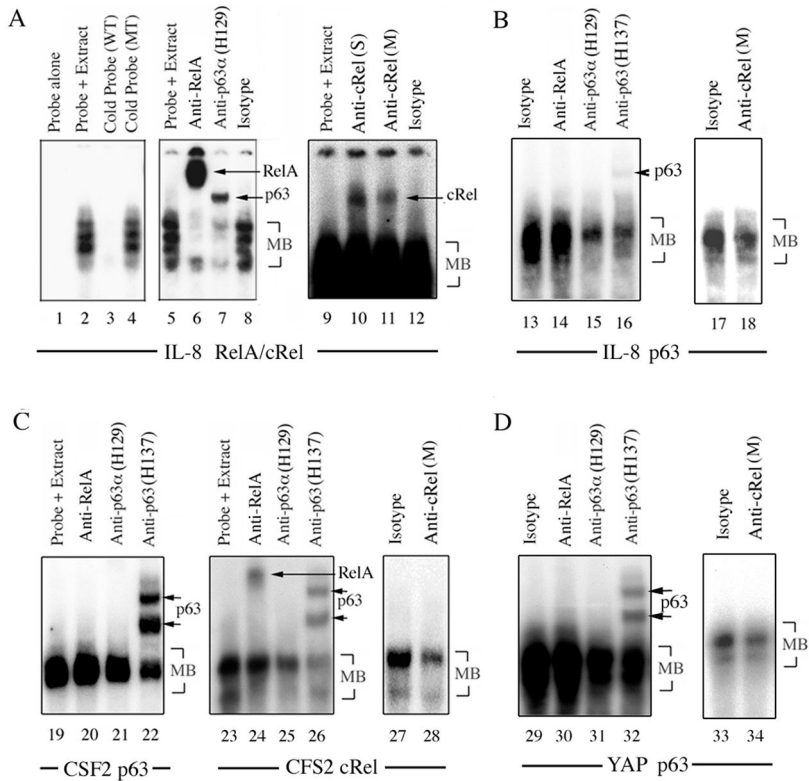 A
Probe alone
Probe + Extract
Cold Probe (WT)
Cold Probe (MT)
Probe + Extract
Anti-RelA
Anti-p63α (H129)
Isotype
Probe + Extract
Anti-cRel (S)
Anti-cRel (M)
Isotype
RelA
p63
MB
cRel
MB
1 2 3 4 5 6 7 8 9 10 11 12
IL-8 RelA/cRel
B
Isotype
Anti-RelA
Anti-p63α (H129)
Anti-p63 (H137)
Isotype
Anti-cRel (M)
p63
MB
MB
13 14 15 16 17 18
IL-8 p63
C
Probe + Extract
Anti-RelA
Anti-p63α (H129)
Anti-p63 (H137)
Probe + Extract
Anti-RelA
Anti-p63α (H129)
Anti-p63 (H137)
Isotype
Anti-cRel (M)
p63
MB
RelA
p63
MB
MB
19 20 21 22 23 24 25 26 27 28
CSF2 p63
CFS2 cRel
D
Isotype
Anti-RelA
Anti-p63α (H129)
Anti-p63 (H137)
Isotype
Anti-cRel (M)
p63
MB
MB
29 30 31 32 33 34
YAP p63